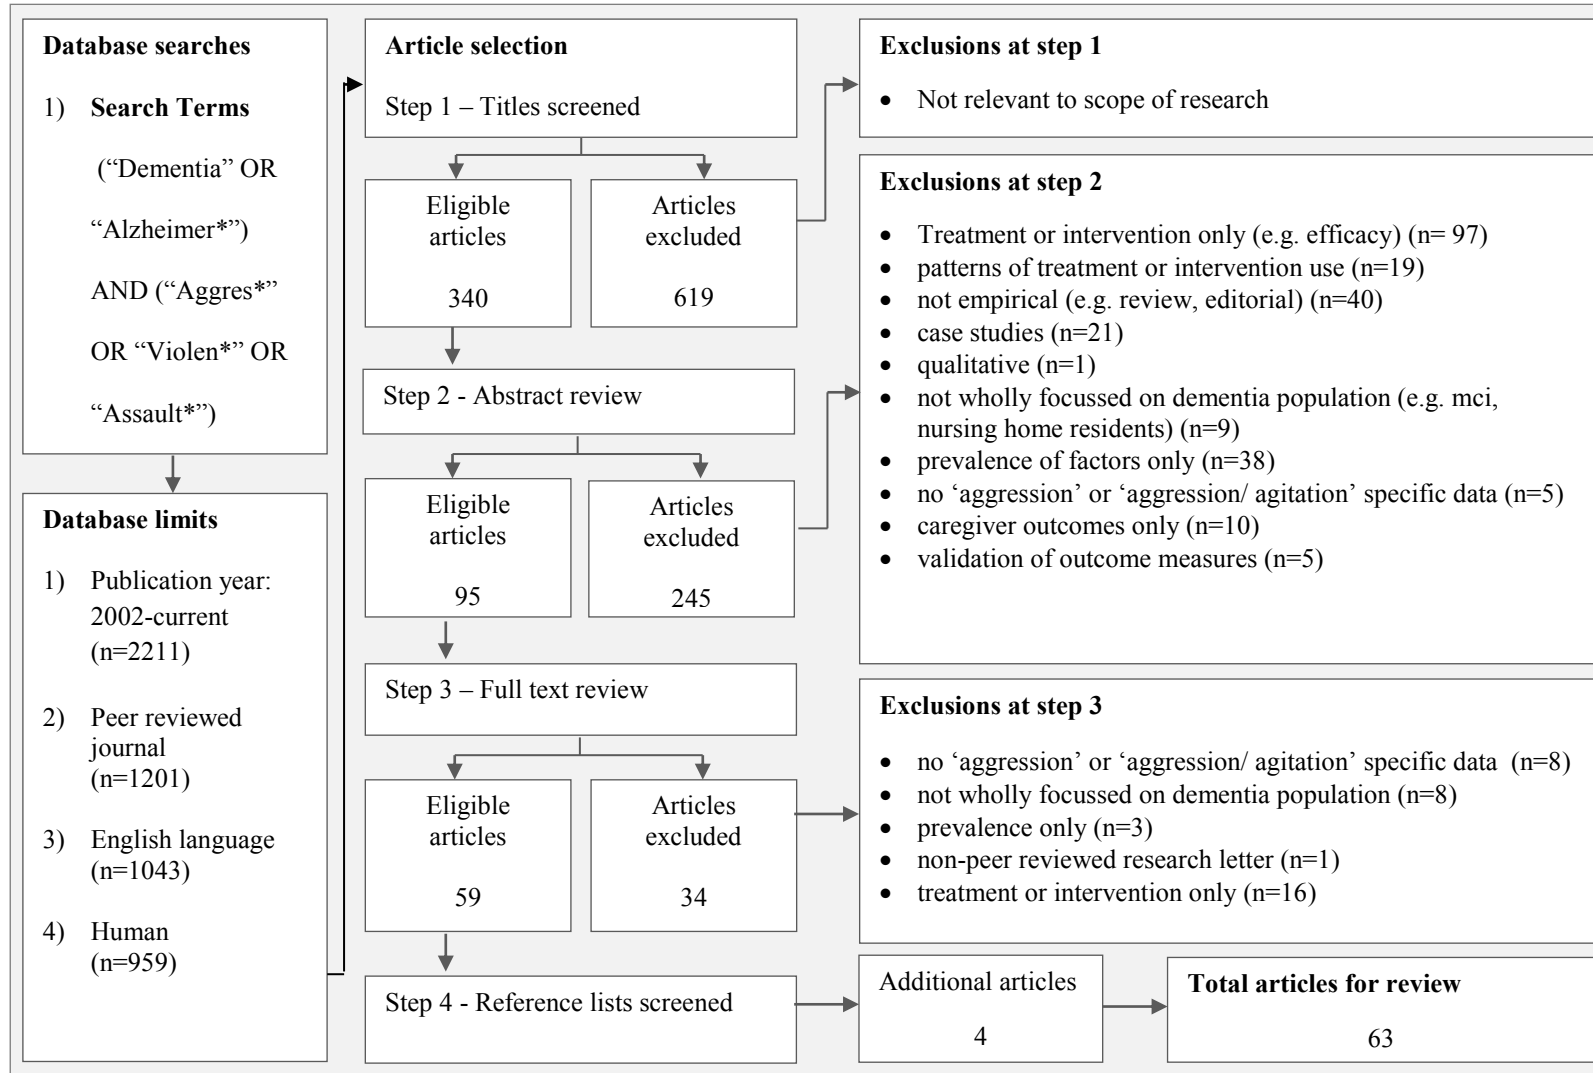 Database searches
1) Search Terms
(“Dementia” OR
“Alzheimer*”)
AND (“Aggres*”
OR “Violen*” OR
“Assault*”)
Database limits
1) Publication year:
2002-current
(n=2211)
2) Peer reviewed
journal
(n=1201)
3) English language
(n=1043)
4) Human
(n=959)
Article selection
Step 1 – Titles screened
Eligible
articles
340
Articles
excluded
619
Step 2 - Abstract review
Eligible
articles
95
Articles
excluded
245
Step 3 – Full text review
Eligible
articles
59
Articles
excluded
34
Step 4 - Reference lists screened
Exclusions at step 1
• Not relevant to scope of research
Exclusions at step 2
• Treatment or intervention only (e.g. efficacy) (n= 97)
• patterns of treatment or intervention use (n=19)
• not empirical (e.g. review, editorial) (n=40)
• case studies (n=21)
• qualitative (n=1)
• not wholly focussed on dementia population (e.g. mci,
nursing home residents) (n=9)
• prevalence of factors only (n=38)
• no ‘aggression’ or ‘aggression/ agitation’ specific data (n=5)
• caregiver outcomes only (n=10)
• validation of outcome measures (n=5)
Exclusions at step 3
• no ‘aggression’ or ‘aggression/ agitation’ specific data (n=8)
• not wholly focussed on dementia population (n=8)
• prevalence only (n=3)
• non-peer reviewed research letter (n=1)
• treatment or intervention only (n=16)
Additional articles
4
Total articles for review
63